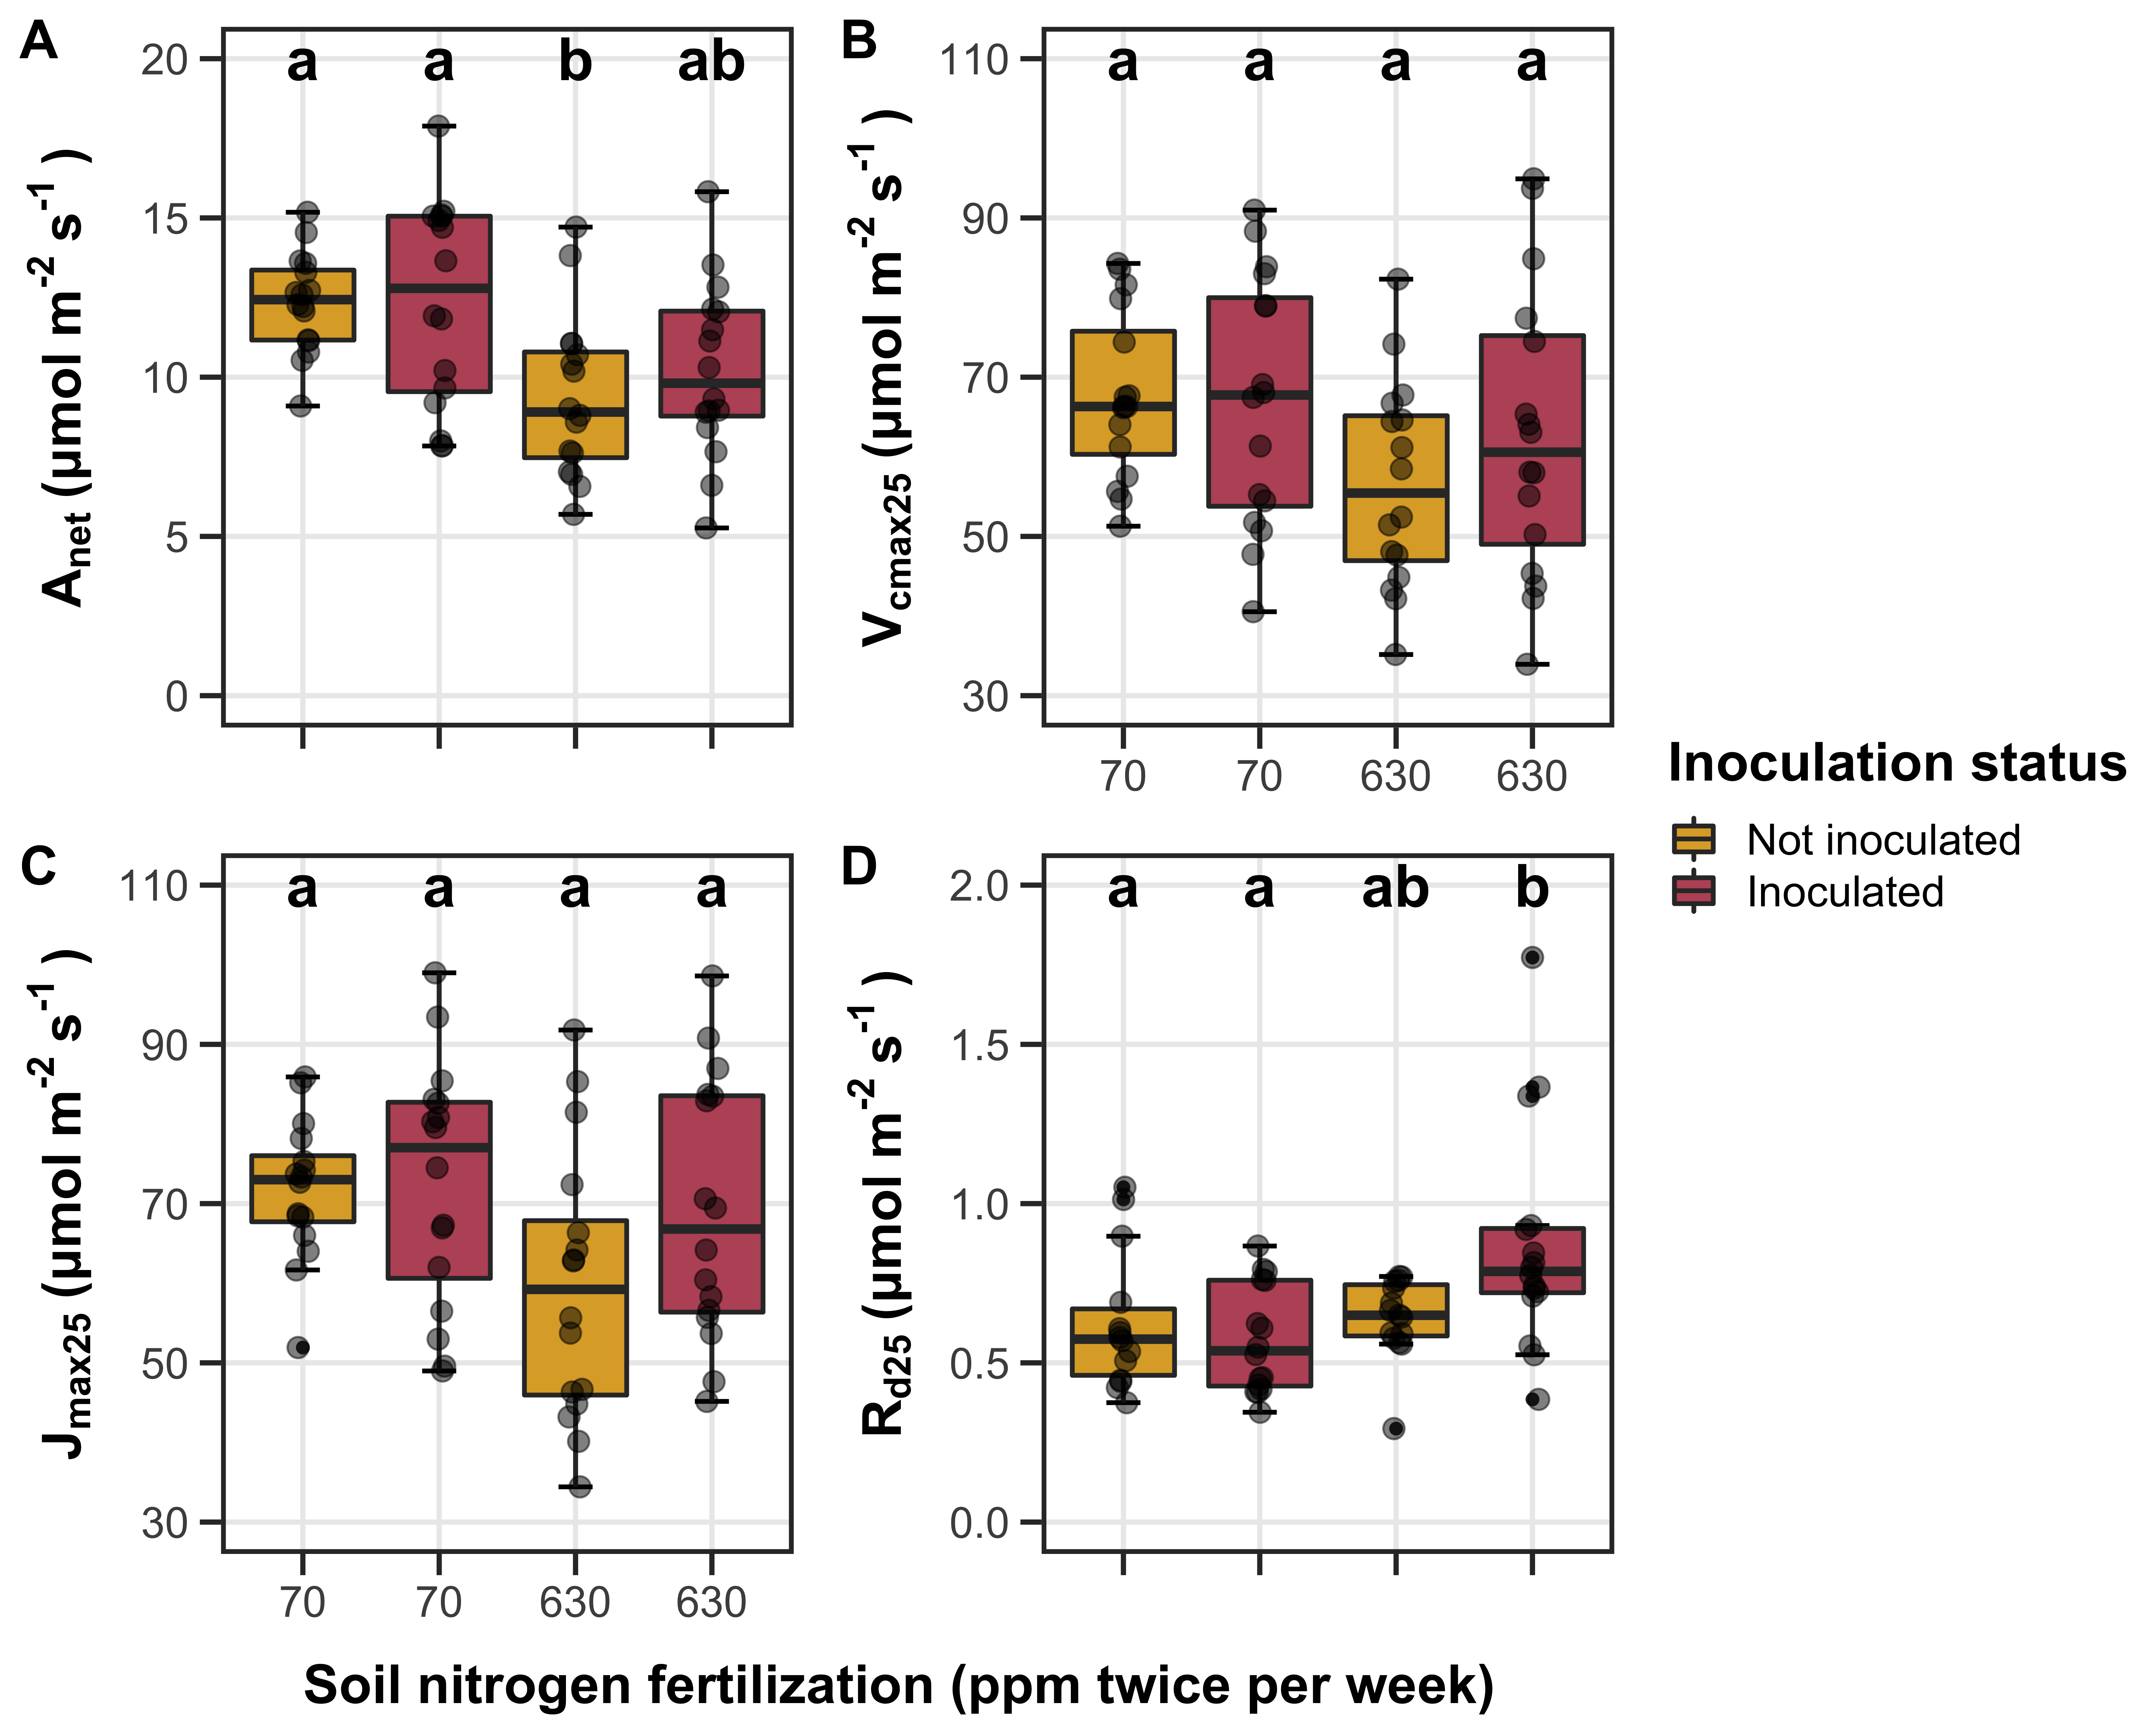 A
Anet (μmol m-2 s-1 )
20
15
10
5
0
a a b ab
B
Vcmax25 (μmol m-2 s-1 )
110
90
70
50
30
a a a a
70 70 630 630
C
Jmax25 (μmol m-2 s-1 )
110
90
70
50
30
a a a a
70 70 630 630
D
Rd25 (μmol m-2 s-1 )
2.0
1.5
1.0
0.5
0.0
a a ab b
Soil nitrogen fertilization (ppm twice per week)
Inoculation status
Not inoculated
Inoculated